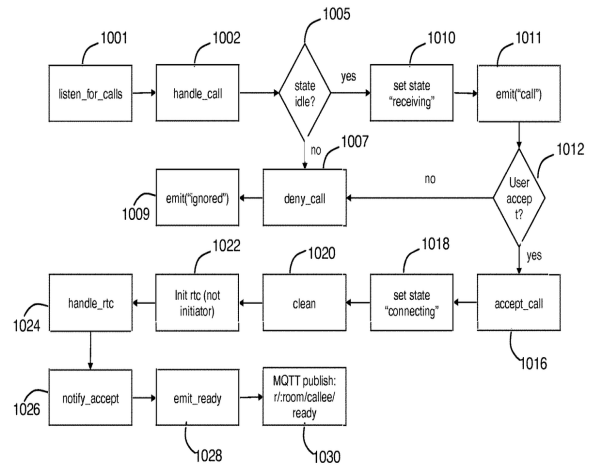 1001
1002
1005
1010
1011
listen_for_calls
handle_call
state
idle?
yes
set state
“receiving”
emit(“call”)
no
1007
1012
1009
emit(“ignored”)
deny_call
no
User
accep
t?
yes
1022
1020
1018
1024
handle_rtc
Init rtc (not
initiator)
clean
set state
“connecting”
accept_call
1016
1026
notify_accept
emit_ready
MQTT publish:
r/:room/callee/
ready
1028
1030